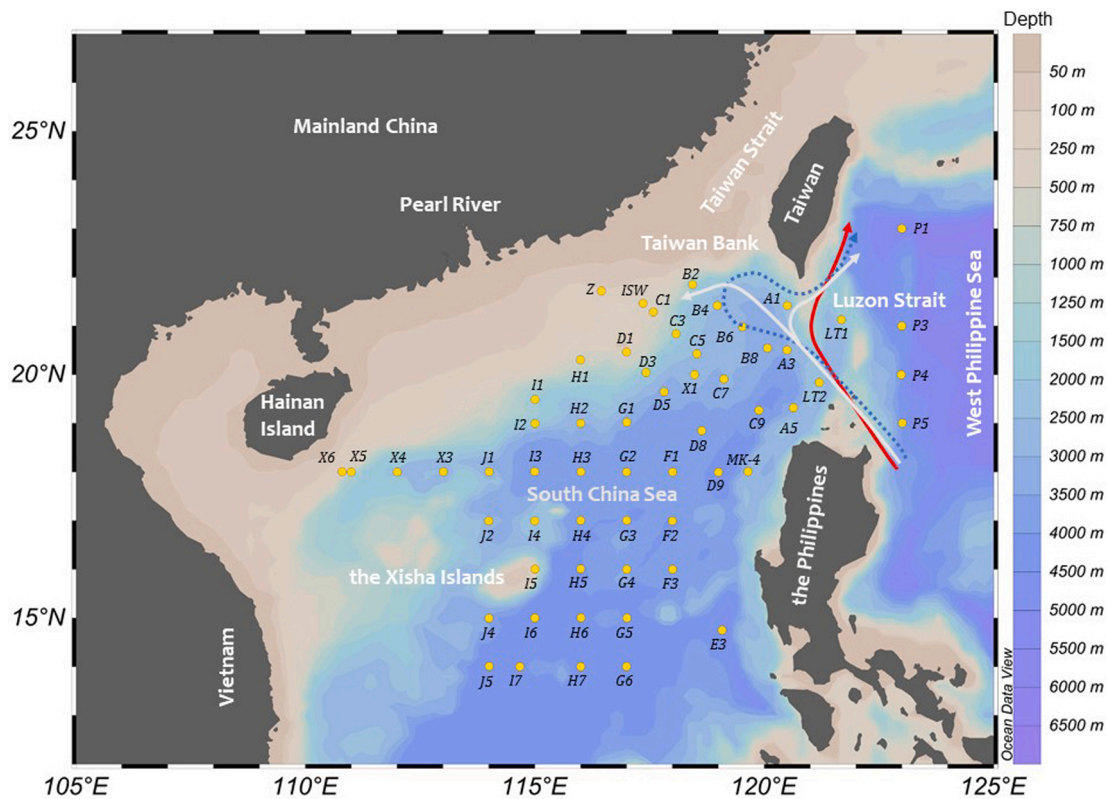 Depth
50 m
100 m
250 m
500 m
750 m
1000 m
1250 m
1500 m
2000 m
2500 m
3000 m
3500 m
4000 m
4500 m
5000 m
5500 m
6000 m
6500 m
Ocean Data View
25°N
20°N
15°N
105°E
110°E
115°E
120°E
125°E
Mainland China
Pearl River
Taiwan Strait
Taiwan
Taiwan Bank
Luzon Strait
West Philippine Sea
Hainan
Island
South China Sea
the Xisha Islands
the Philippines
Vietnam
P1
B2
Z
ISW
C1
B4
A1
LT1
P3
C3
B6
D1
C5
B8
A3
H1
D3
X1
C7
P4
LT2
I1
D5
I2
H2
G1
C9
A5
P5
D8
X6
X5
X4
X3
J1
I3
H3
G2
F1
D9
MK-4
J2
I4
H4
G3
F2
I5
H5
G4
F3
J4
I6
H6
G5
E3
J5
I7
H7
G6